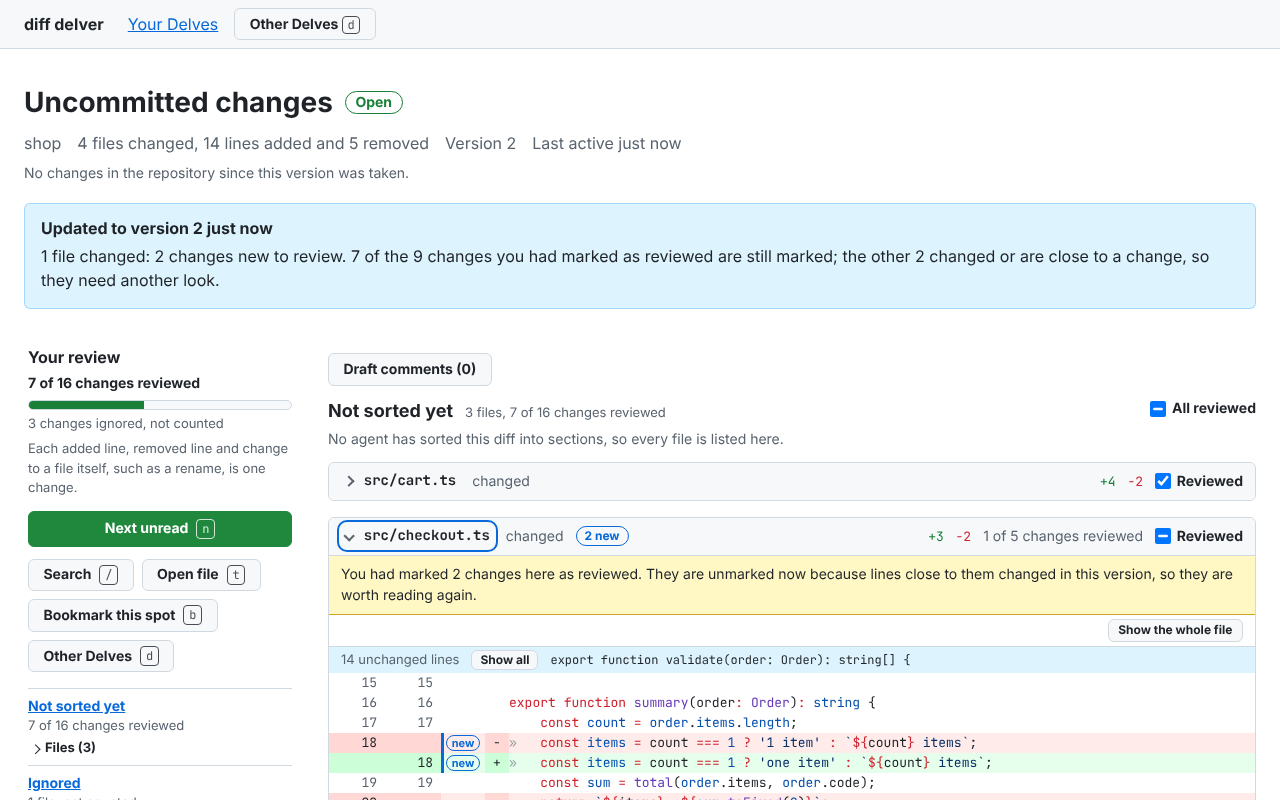 diff delver Your Delves Other Delves d
Uncommitted changes Open
shop 4 files changed, 14 lines added and 5 removed Version 2 Last active just now
No changes in the repository since this version was taken.
Updated to version 2 just now
1 file changed: 2 changes new to review. 7 of the 9 changes you had marked as reviewed are still marked; the other 2 changed or are close to a change, so
they need another look.
Your review
7 of 16 changes reviewed
3 changes ignored, not counted
Each added line, removed line and change
to a file itself, such as a rename, is one
change.
Next unread n
Search / Open file t
Bookmark this spot b
Other Delves d
Not sorted yet
7 of 16 changes reviewed
Files (3)
Ignored
Draft comments (0)
Not sorted yet 3 files, 7 of 16 changes reviewed All reviewed
No agent has sorted this diff into sections, so every file is listed here.
src/cart.ts changed +4 -2 Reviewed
src/checkout.ts changed 2 new +3 -2 1 of 5 changes reviewed Reviewed
You had marked 2 changes here as reviewed. They are unmarked now because lines close to them changed in this version, so they are
worth reading again.
Show the whole file
14 unchanged lines Show all export function validate(order: Order): string[] {
15 15
16 16 export function summary(order: Order): string {
17 17 const count = order.items.length;
18 new - » const items = count === 1 ? '1 item' : `${count} items`;
18 new + » const items = count === 1 ? 'one item' : `${count} items`;
19 19 const sum = total(order.items, order.code);